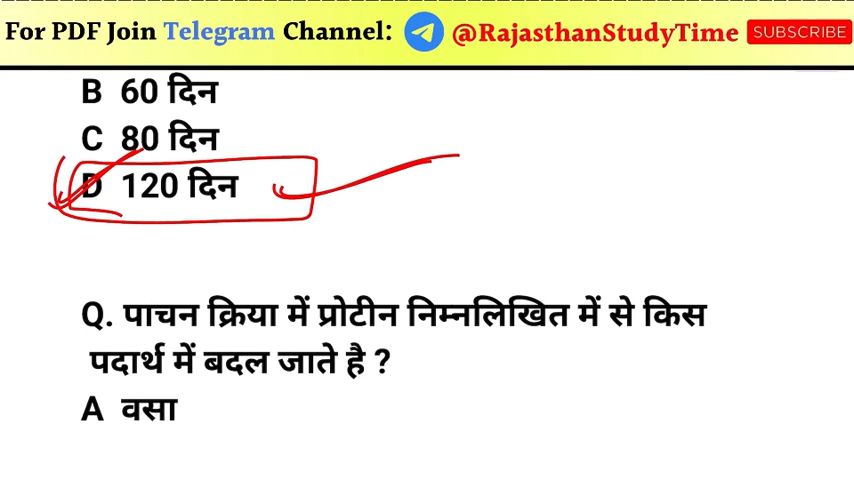 For PDF Join Telegram Channel: @RajasthanStudyTime SUBSCRIBE
B 60 दिन
C 80 दिन
D 120 दिन
Q. पाचन क्रिया में प्रोटीन निम्नलिखित में से किस
पदार्थ में बदल जाते है ?
A वसा